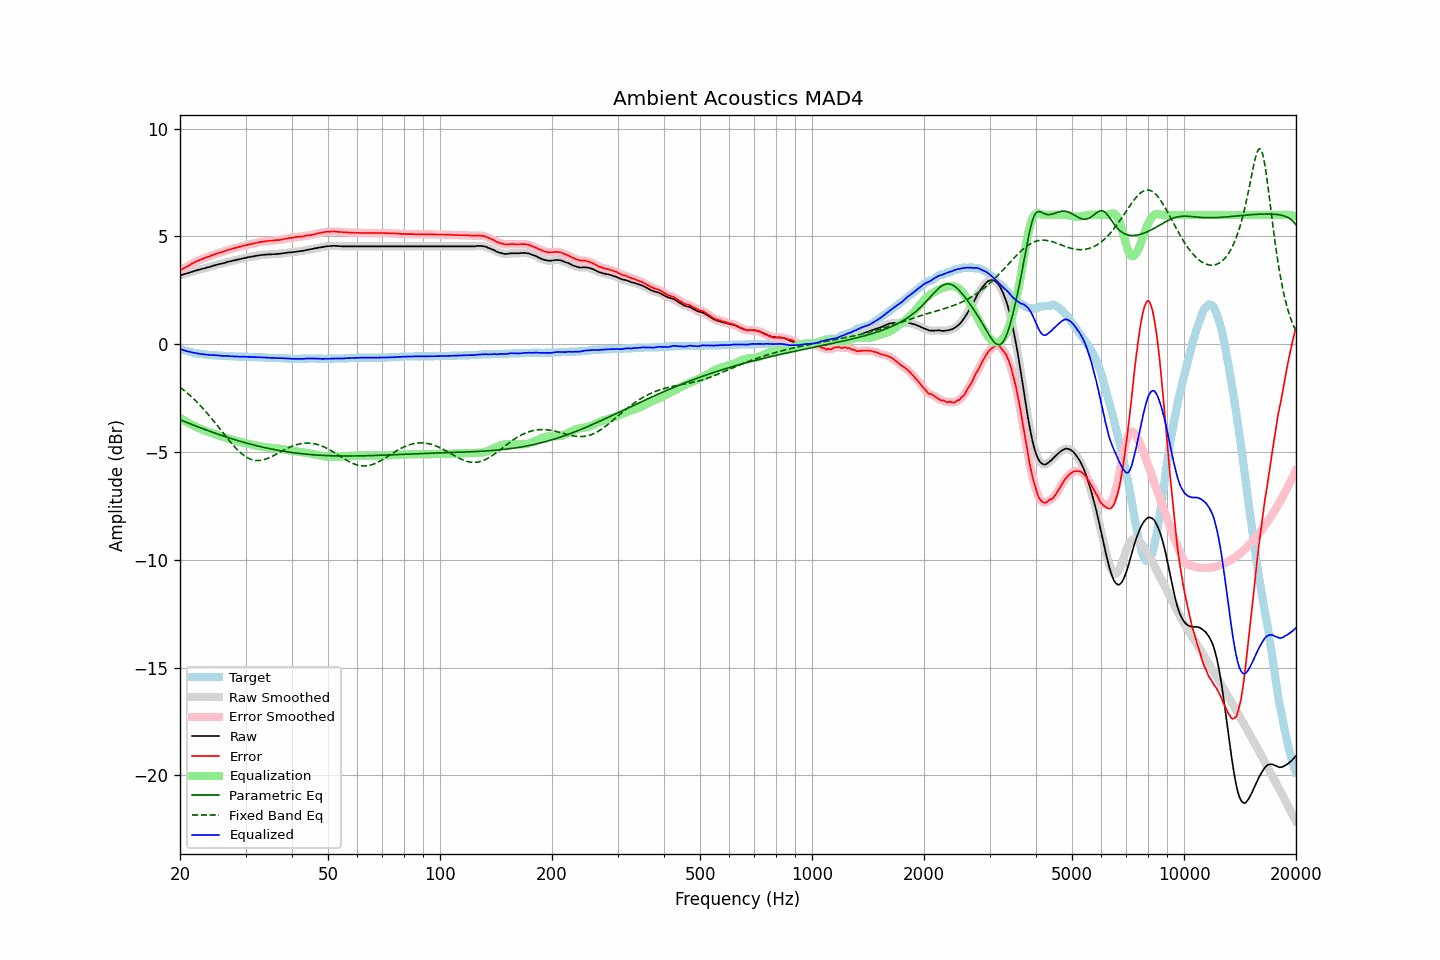 Ambient Acoustics MAD4
10
5
0
−5
−10
−15
−20
Amplitude (dBr)
Target
Raw Smoothed
Error Smoothed
Raw
Error
Equalization
Parametric Eq
Fixed Band Eq
Equalized
20 50 100 200 500 1000 2000 5000 10000 20000
Frequency (Hz)